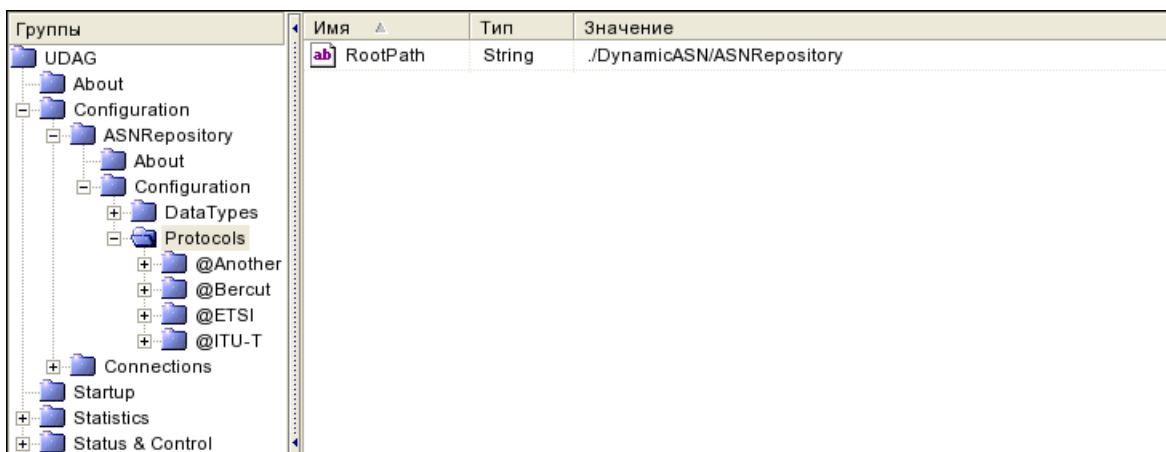 Группы
UDAG
About
Configuration
ASNRepository
About
Configuration
DataTypes
Protocols
@Another
@Bercut
@ETSI
@ITU-T
Connections
Startup
Statistics
Status & Control
Имя Тип Значение
ab RootPath String ./DynamicASN/ASNRepository